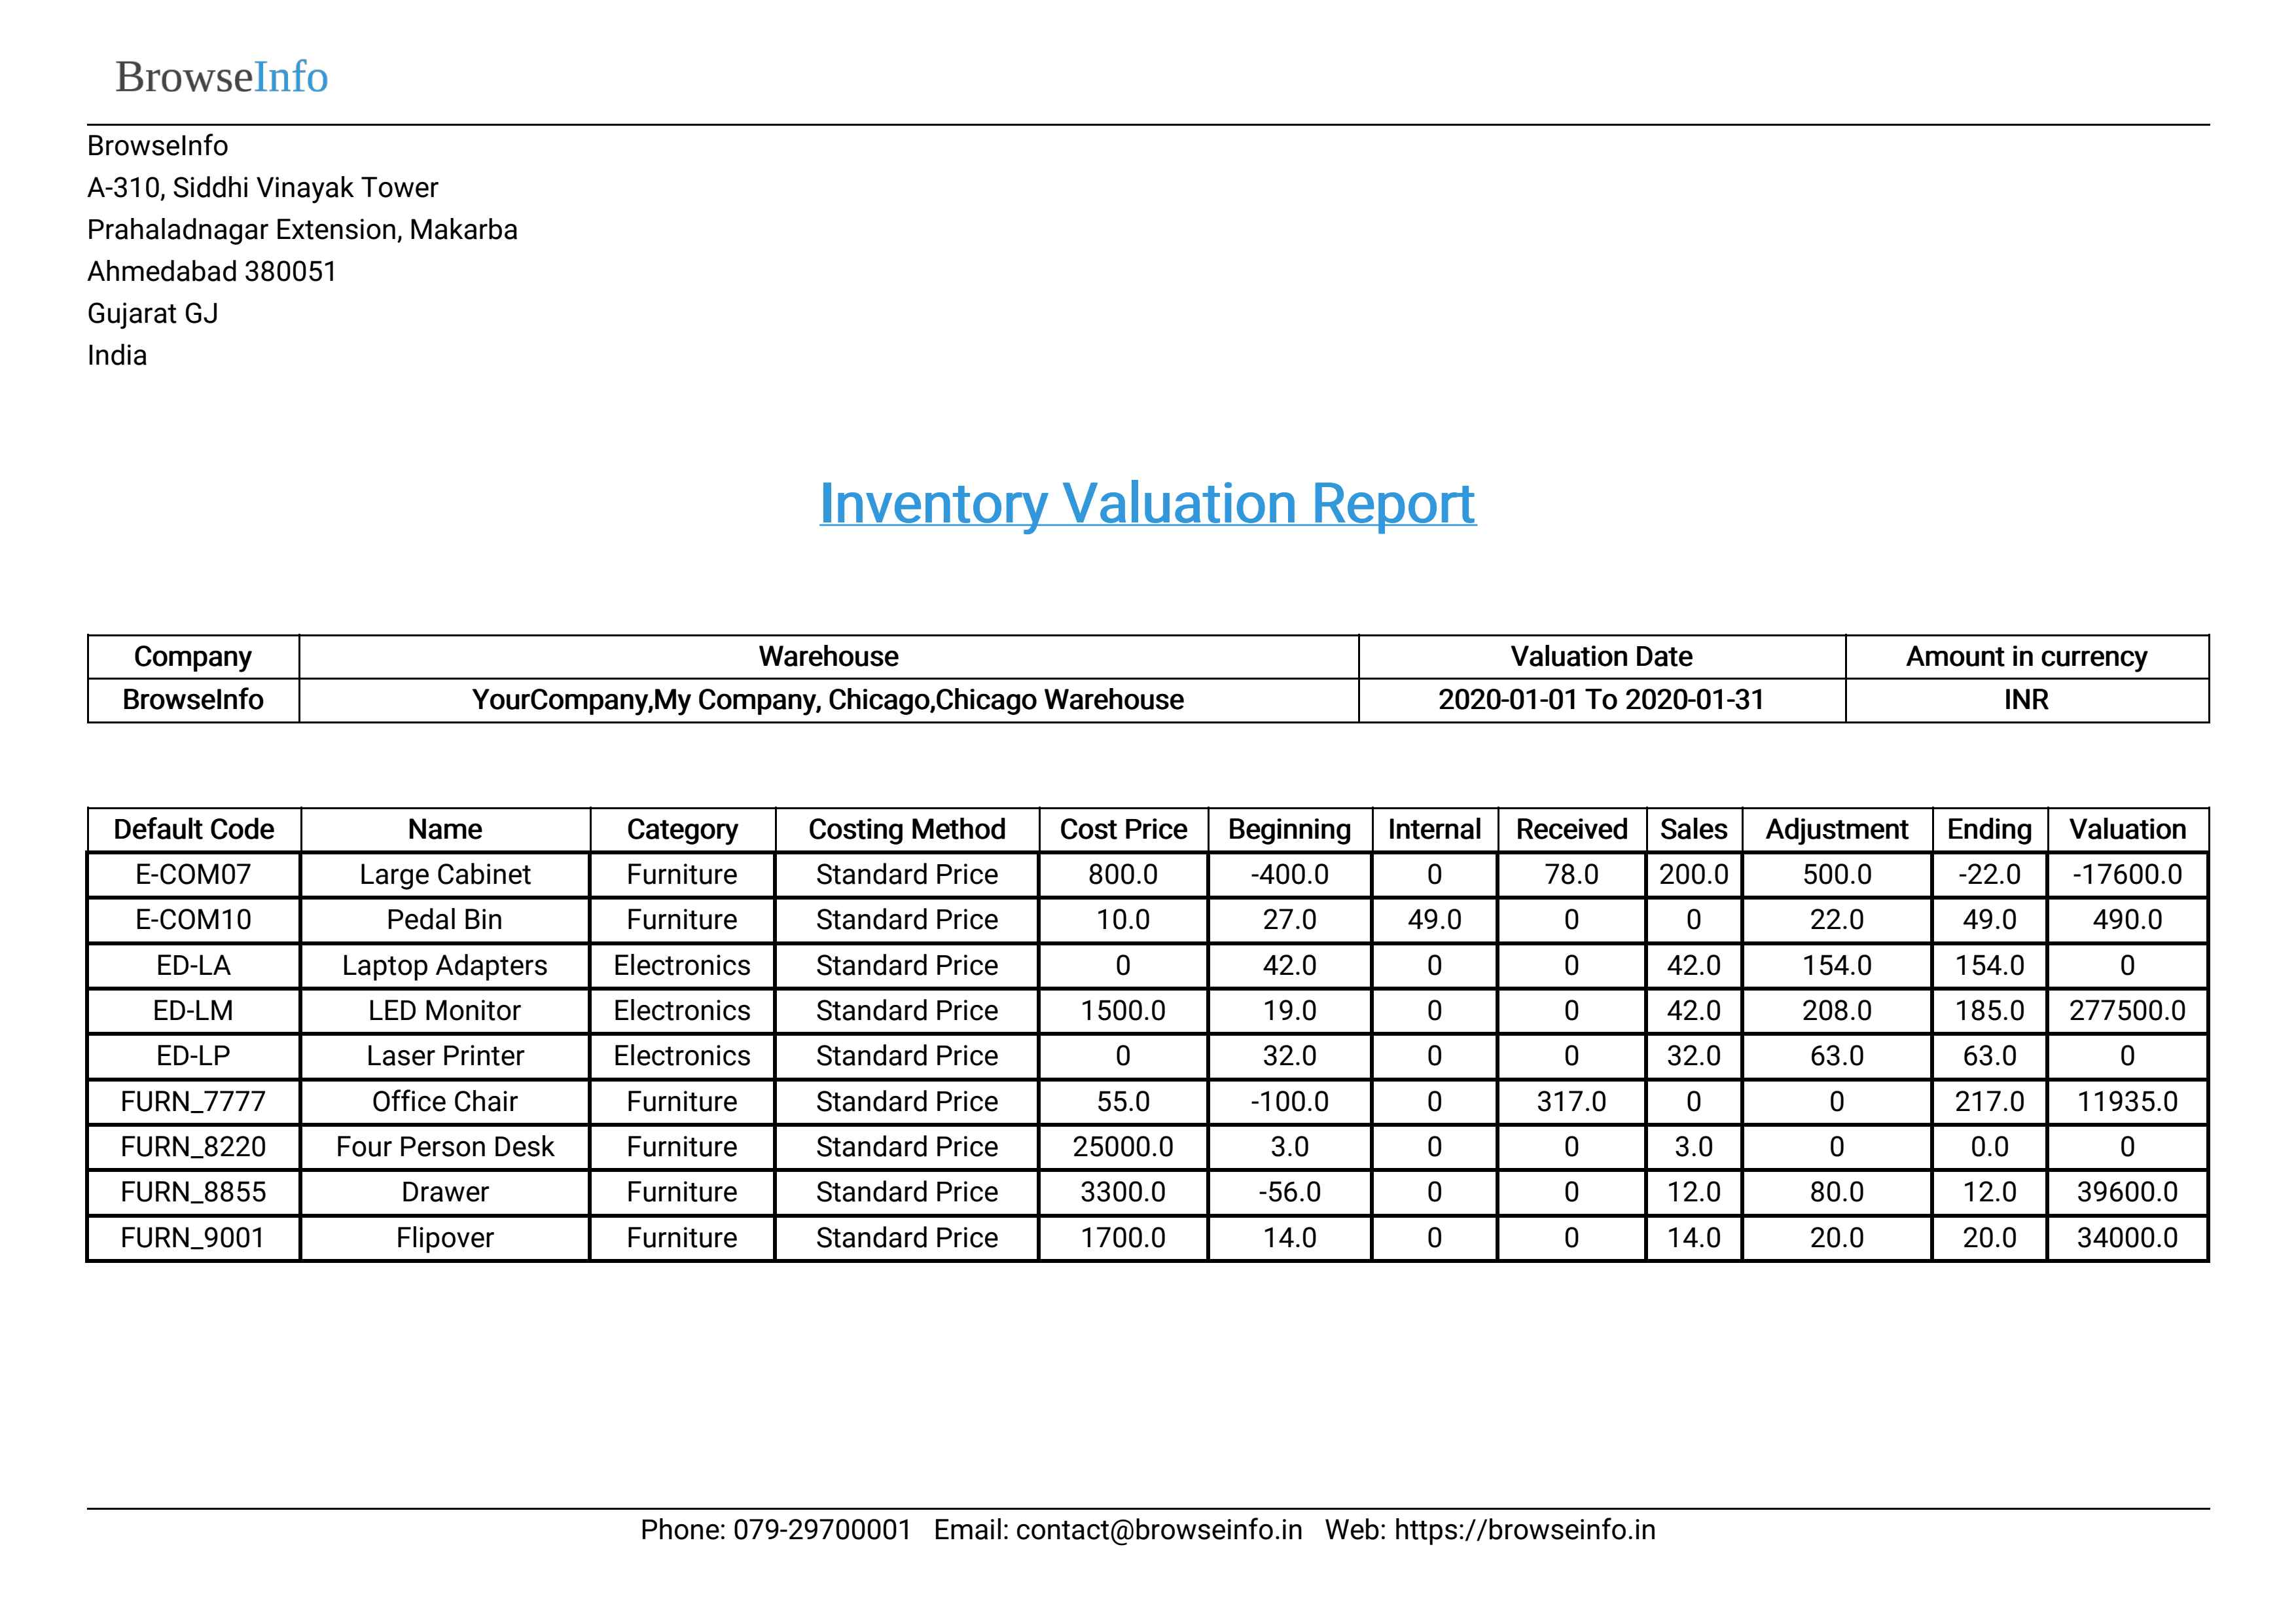 BrowseInfo
BrowseInfo
A-310, Siddhi Vinayak Tower
Prahaladnagar Extension, Makarba
Ahmedabad 380051
Gujarat GJ
India
Inventory Valuation Report
Company Warehouse Valuation Date Amount in currency
BrowseInfo YourCompany,My Company, Chicago,Chicago Warehouse 2020-01-01 To 2020-01-31 INR
Default Code Name Category Costing Method Cost Price Beginning Internal Received Sales Adjustment Ending Valuation
E-COM07 Large Cabinet Furniture Standard Price 800.0 -400.0 0 78.0 200.0 500.0 -22.0 -17600.0
E-COM10 Pedal Bin Furniture Standard Price 10.0 27.0 49.0 0 0 22.0 49.0 490.0
ED-LA Laptop Adapters Electronics Standard Price 0 42.0 0 0 42.0 154.0 154.0 0
ED-LM LED Monitor Electronics Standard Price 1500.0 19.0 0 0 42.0 208.0 185.0 277500.0
ED-LP Laser Printer Electronics Standard Price 0 32.0 0 0 32.0 63.0 63.0 0
FURN_7777 Office Chair Furniture Standard Price 55.0 -100.0 0 317.0 0 0 217.0 11935.0
FURN_8220 Four Person Desk Furniture Standard Price 25000.0 3.0 0 0 3.0 0 0.0 0
FURN_8855 Drawer Furniture Standard Price 3300.0 -56.0 0 0 12.0 80.0 12.0 39600.0
FURN_9001 Flipover Furniture Standard Price 1700.0 14.0 0 0 14.0 20.0 20.0 34000.0
Phone: 079-29700001 Email: contact@browseinfo.in Web: https://browseinfo.in